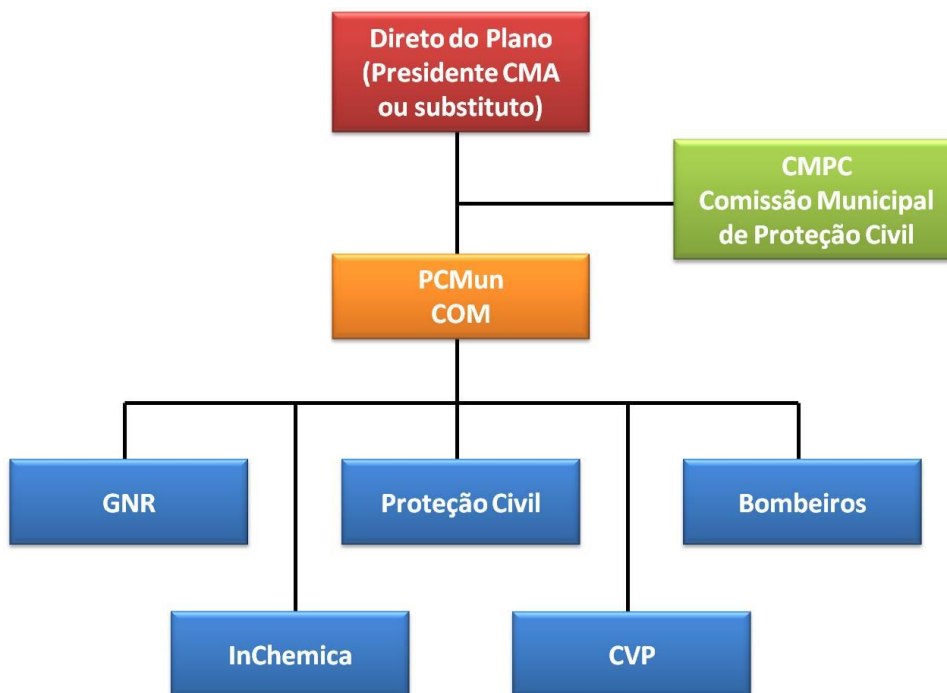 Direto do Plano
(Presidente CMA
ou substituto)
CMPC
Comissão Municipal
de Proteção Civil
PCMun
COM
GNR
Proteção Civil
Bombeiros
InChemica
CVP